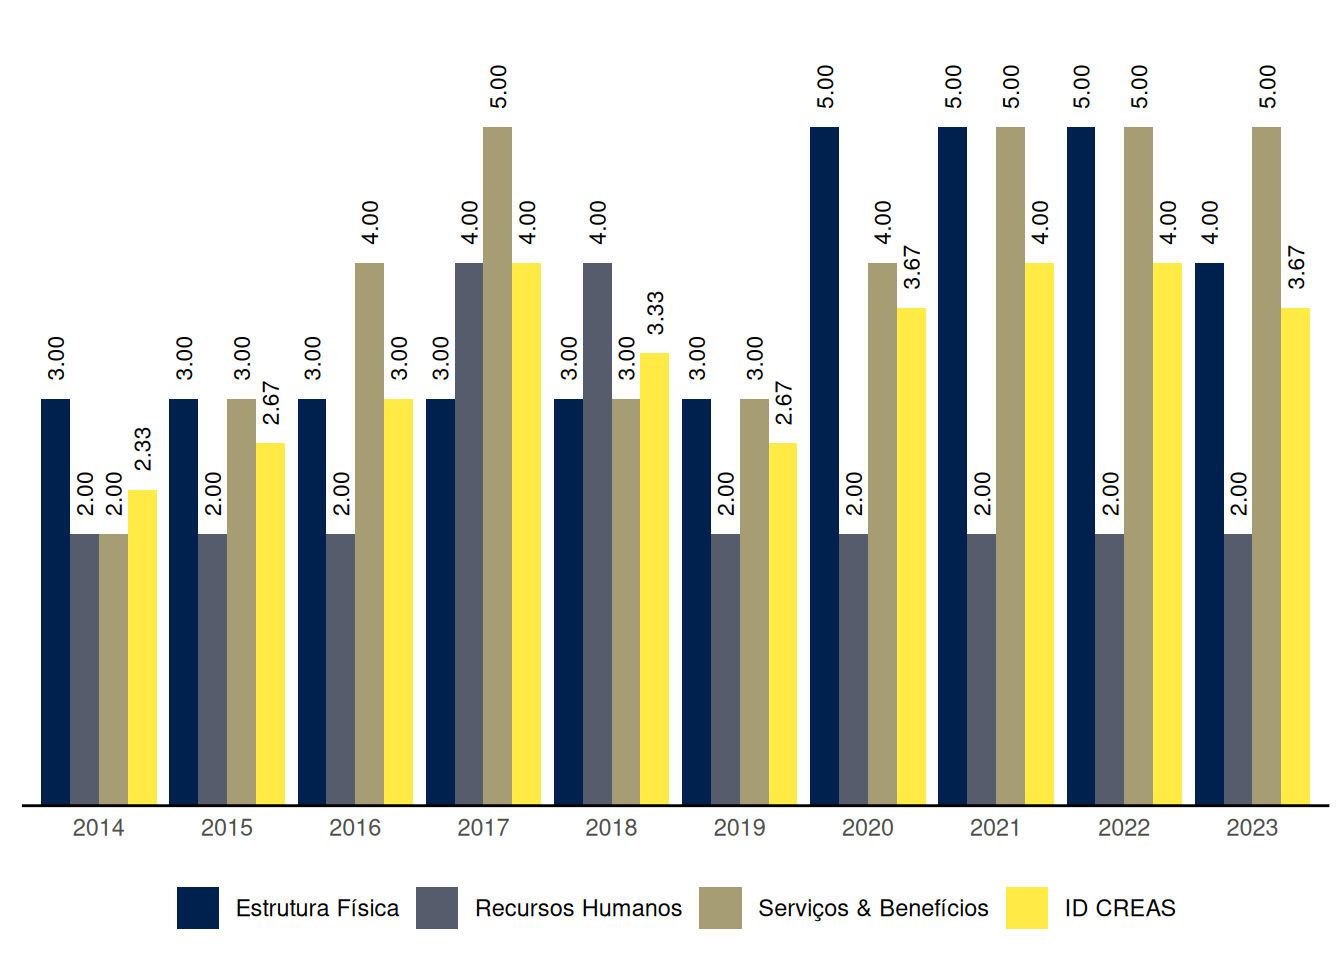 3.00 2.00 2.00 2.33 3.00 2.00 3.00 2.67 3.00 2.00 4.00 3.00 3.00 4.00 5.00 4.00 3.00 4.00 3.00 3.33 3.00 2.00 3.00 2.67 5.00 2.00 4.00 3.67 5.00 2.00 5.00 4.00 5.00 2.00 5.00 4.00 4.00 2.00 5.00 3.67
2014 2015 2016 2017 2018 2019 2020 2021 2022 2023
Estrutura Física Recursos Humanos Serviços & Benefícios ID CREAS